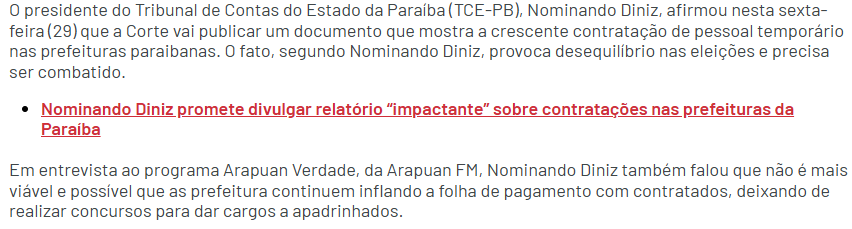 O presidente do Tribunal de Contas do Estado da Paraíba (TCE-PB), Nominando Diniz, afirmou nesta sexta-
feira (29) que a Corte vai publicar um documento que mostra a crescente contratação de pessoal temporário
nas prefeituras paraibanas. O fato, segundo Nominando Diniz, provoca desequilíbrio nas eleições e precisa
ser combatido.
• Nominando Diniz promete divulgar relatório “impactante” sobre contratações nas prefeituras da
Paraíba
Em entrevista ao programa Arapuan Verdade, da Arapuan FM, Nominando Diniz também falou que não é mais
viável e possível que as prefeitura continuem inflando a folha de pagamento com contratados, deixando de
realizar concursos para dar cargos a apadrinhados.